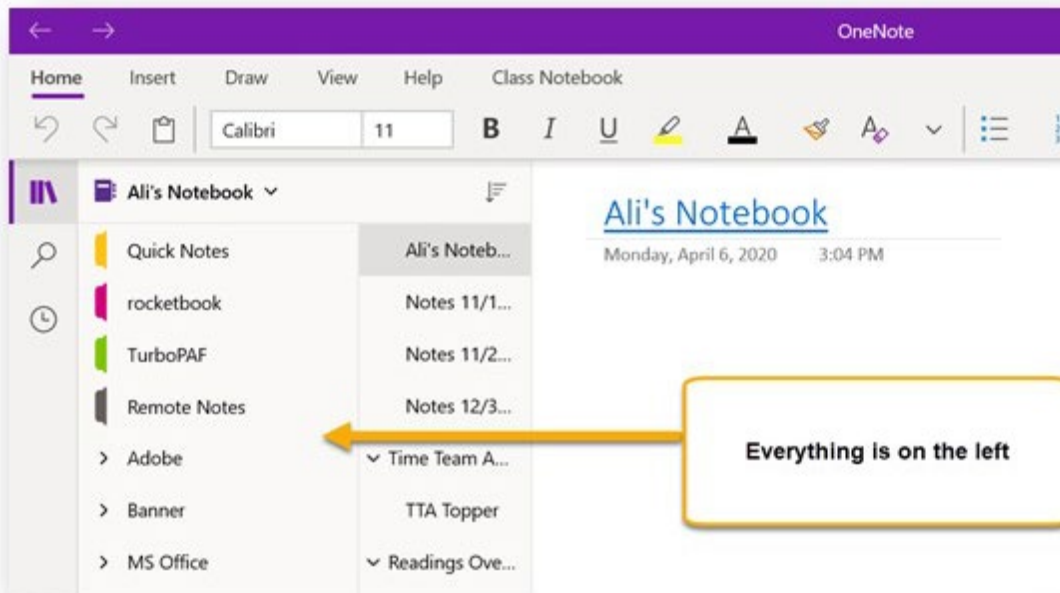 OneNote
Home Insert Draw View Help Class Notebook
Calibri 11 B I U A A
Ali's Notebook
Quick Notes
rocketbook
TurboPAF
Remote Notes
Adobe
Banner
MS Office
Ali's Noteb...
Notes 11/1...
Notes 11/2...
Notes 12/3...
Time Team A...
TTA Topper
Readings Ove...
Ali's Notebook
Monday, April 6, 2020 3:04 PM
Everything is on the left